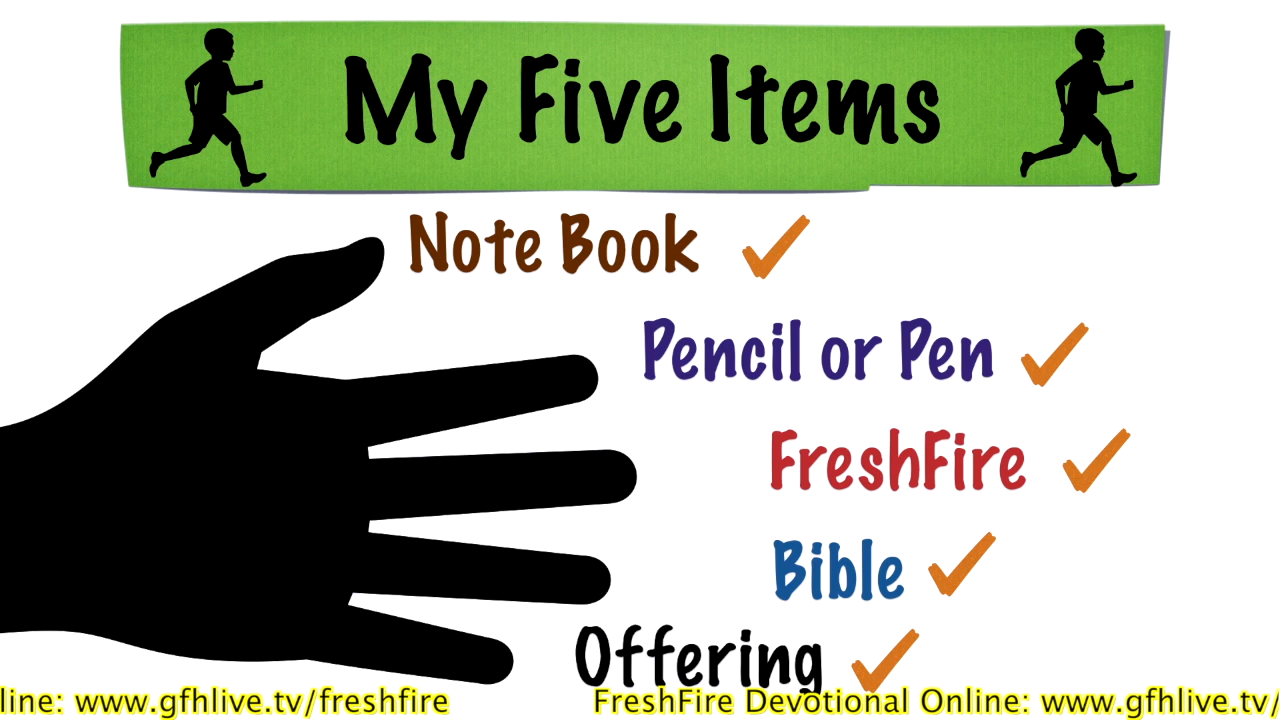 My Five Items
Note Book
Pencil or Pen
FreshFire
Bible
Offering
line: www.gfhlive.tv/freshfire FreshFire Devotional Online: www.gfhlive.tv/